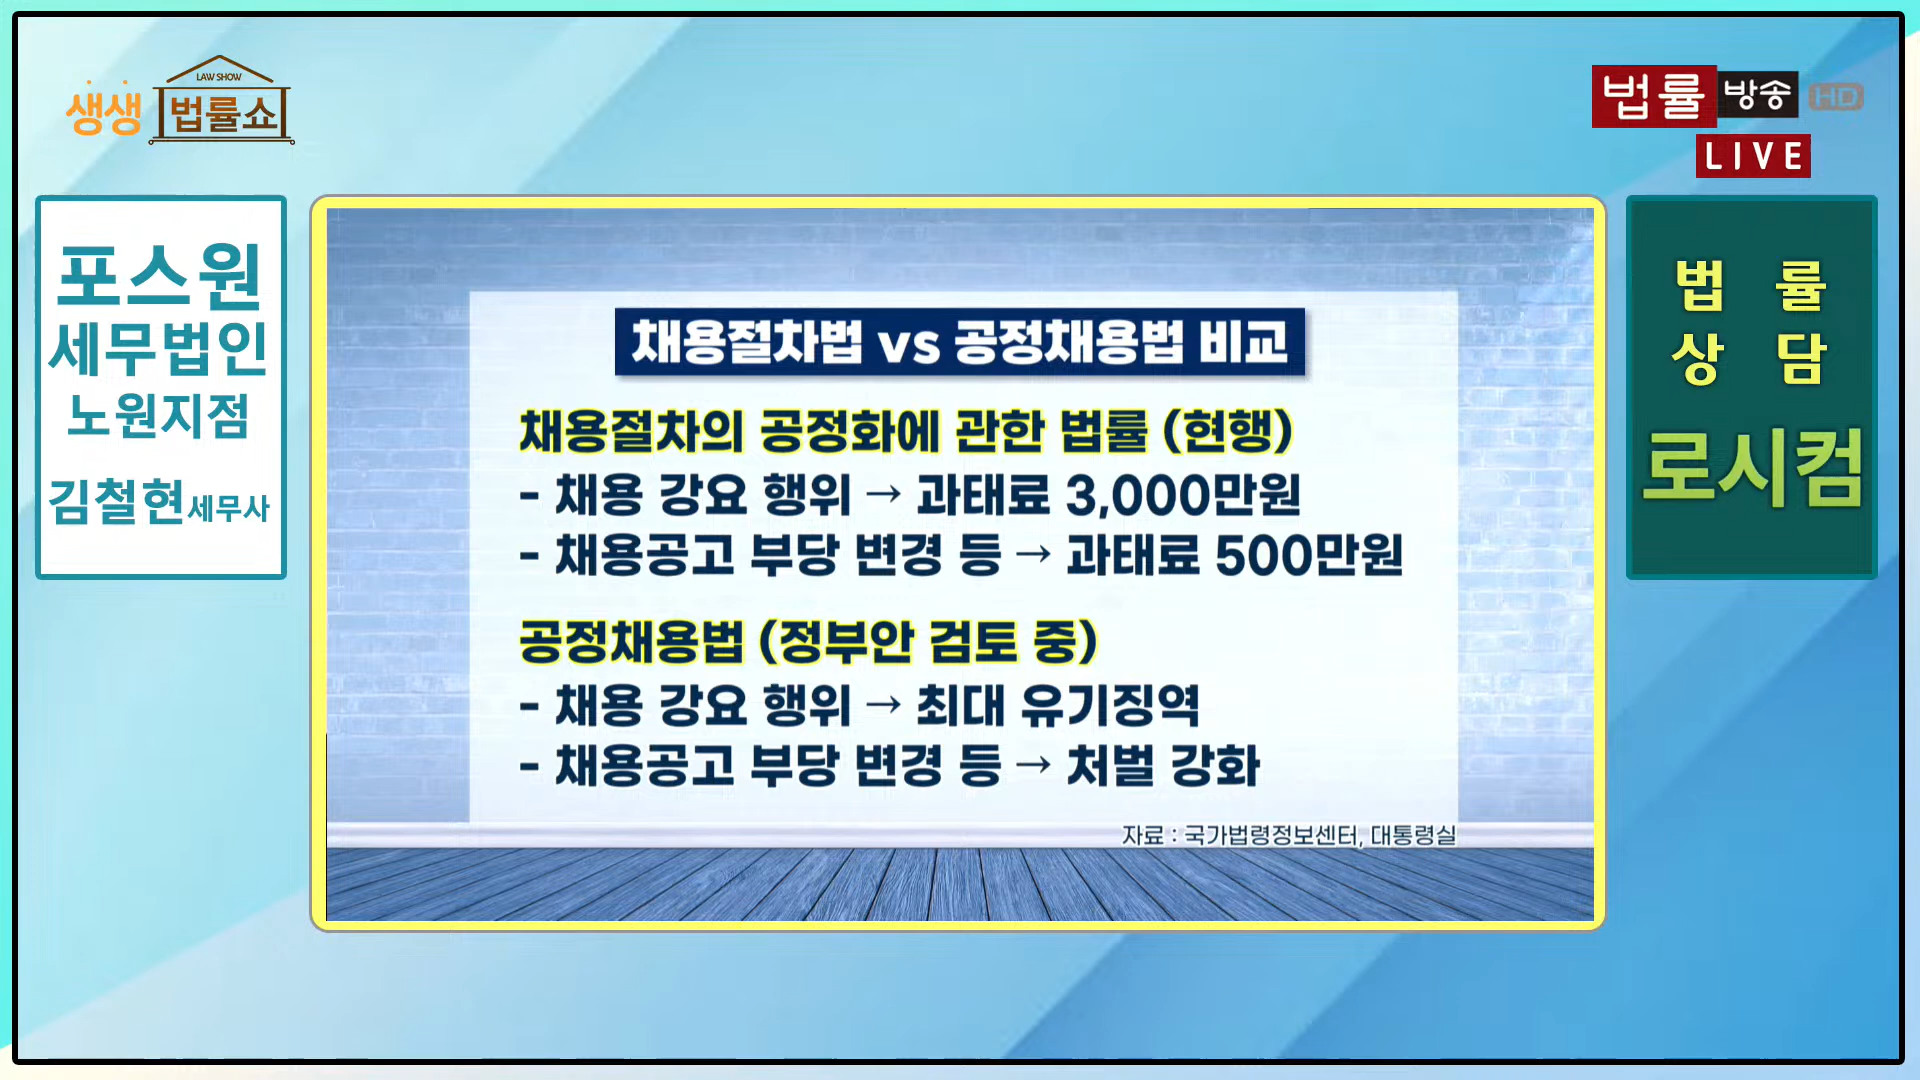 LAW SHOW
생생 법률쇼
법률방송 HD
LIVE
포스원
세무법인
노원지점
김철현세무사
채용절차법 vs 공정채용법 비교
채용절차의 공정화에 관한 법률 (현행)
- 채용 강요 행위 → 과태료 3,000만원
- 채용공고 부당 변경 등 → 과태료 500만원
공정채용법 (정부안 검토 중)
- 채용 강요 행위 → 최대 유기징역
- 채용공고 부당 변경 등 → 처벌 강화
자료 : 국가법령정보센터, 대통령실
법 률
상 담
로시컴